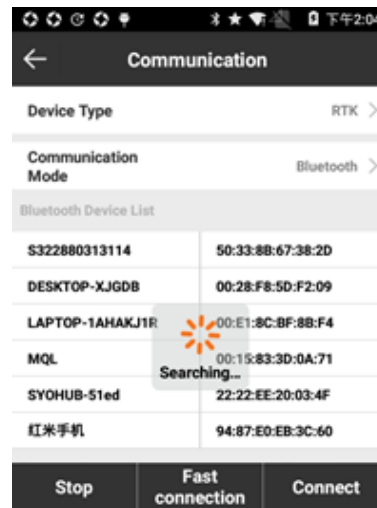 下午2:04
Communication
Device Type RTK
Communication Mode Bluetooth
Bluetooth Device List
S322880313114 50:33:8B:67:38:2D
DESKTOP-XJGDB 00:28:F8:5D:F2:09
LAPTOP-1AHAKJ1R 00:E1:8C:BF:8B:F4
MQL 00:15:83:3D:0A:71
Searching...
SYOHUB-51ed 22:22:EE:20:03:4F
红米手机 94:87:E0:EB:3C:60
Stop
Fast connection
Connect